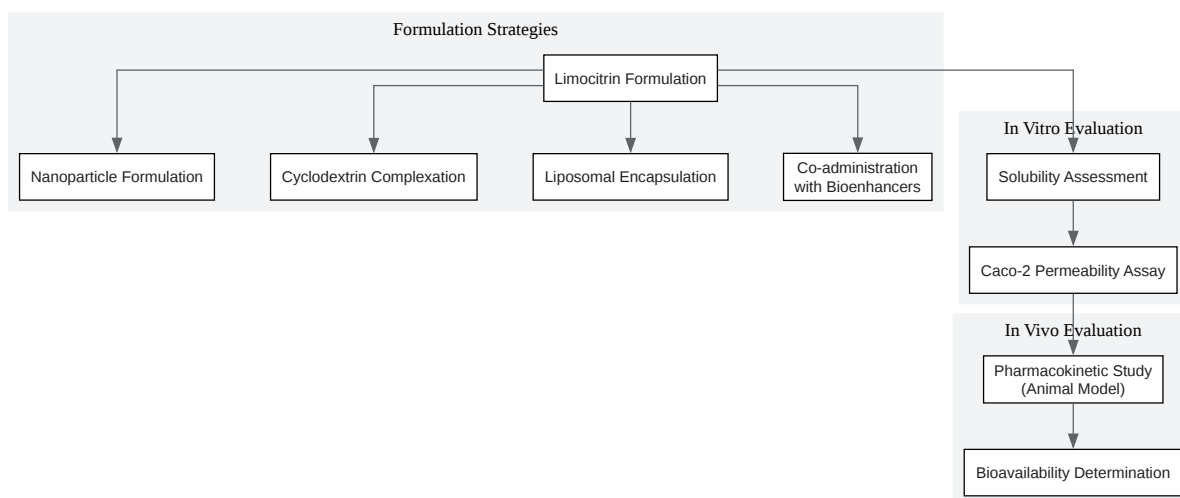 Formulation Strategies
Limocitrin Formulation
Nanoparticle Formulation
Cyclodextrin Complexation
Liposomal Encapsulation
Co-administration
with Bioenhancers
In Vitro Evaluation
Solubility Assessment
Caco-2 Permeability Assay
In Vivo Evaluation
Pharmacokinetic Study
(Animal Model)
Bioavailability Determination